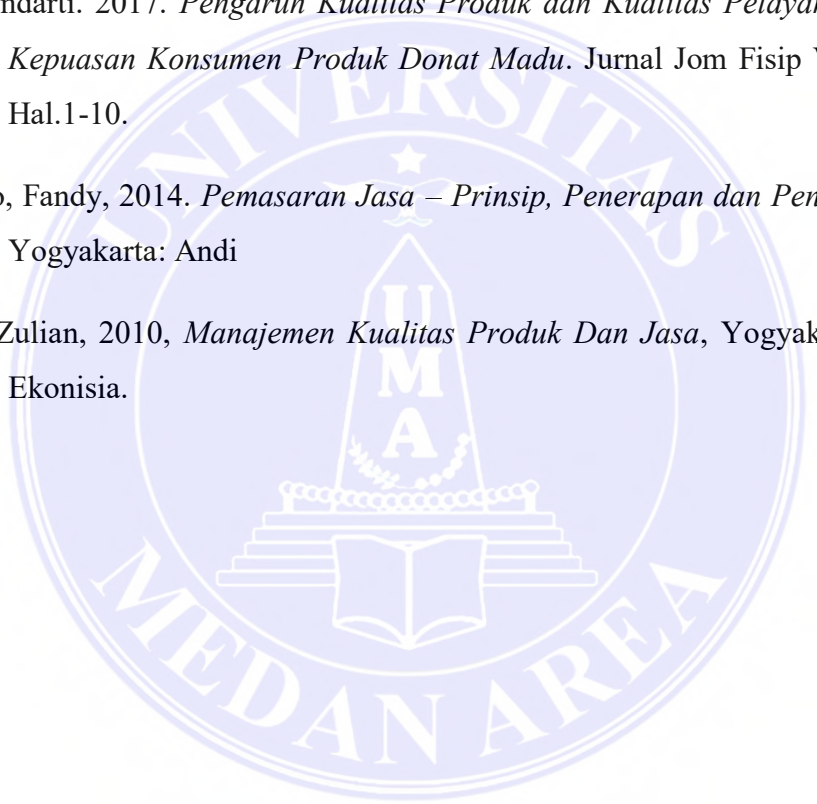 ndarti. 2017. Pengaruh Kualitas Produk dan Kualitas Pelaya
Kepuasan Konsumen Produk Donat Madu. Jurnal Jom Fisip
Hal.1-10.
o, Fandy, 2014. Pemasaran Jasa – Prinsip, Penerapan dan Pen
Yogyakarta: Andi
Zulian, 2010, Manajemen Kualitas Produk Dan Jasa, Yogyak
Ekonisia.
UNIVERSITAS
UMA
MEDAN AREA